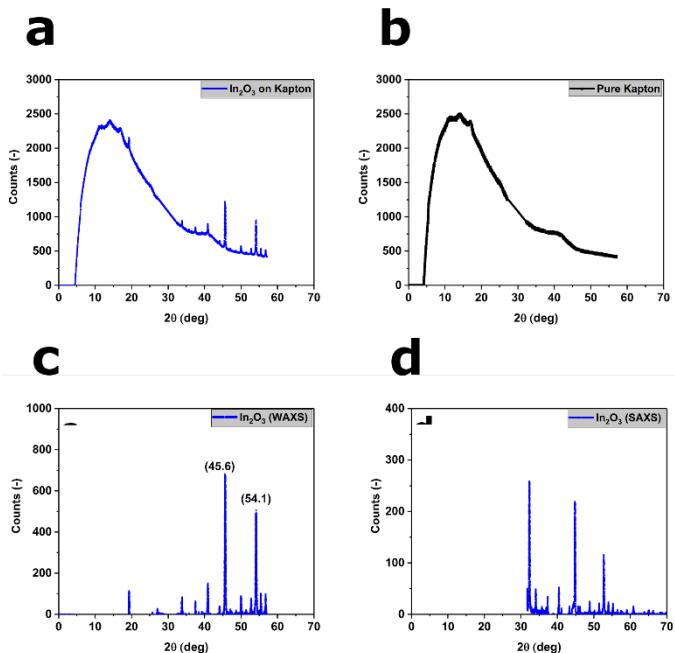 a
b
In₂O₃ on Kapton
Pure Kapton
3000
2500
2000
1500
1000
500
0
Counts (-)
0 10 20 30 40 50 60 70
2θ (deg)
3000
2500
2000
1500
1000
500
0
Counts (-)
0 10 20 30 40 50 60 70
2θ (deg)
c
d
In₂O₃ (WAXS)
(45.6)
(54.1)
1000
800
600
400
200
0
Counts (-)
0 10 20 30 40 50 60 70
2θ (deg)
In₂O₃ (SAXS)
400
300
200
100
0
Counts (-)
0 10 20 30 40 50 60 70
2θ (deg)